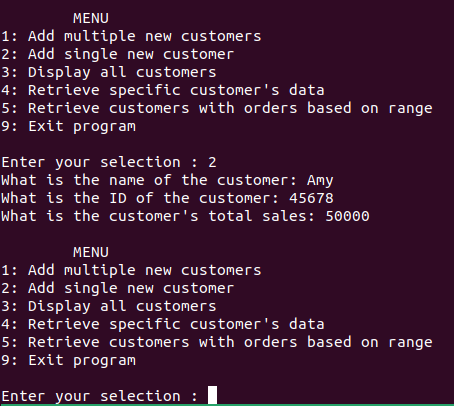 MENU
1: Add multiple new customers
2: Add single new customer
3: Display all customers
4: Retrieve specific customer's data
5: Retrieve customers with orders based on range
9: Exit program
Enter your selection : 2
What is the name of the customer: Amy
What is the ID of the customer: 45678
What is the customer's total sales: 50000
MENU
1: Add multiple new customers
2: Add single new customer
3: Display all customers
4: Retrieve specific customer's data
5: Retrieve customers with orders based on range
9: Exit program
Enter your selection :